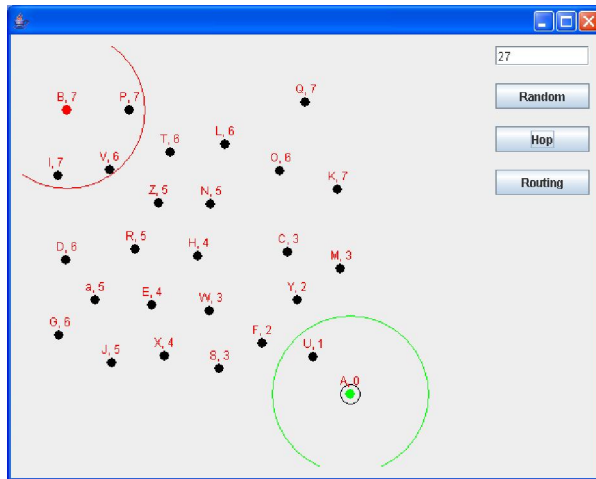 27
Random
Hop
Routing
B, 7
P, 7
Q, 7
I, 7
V, 6
T, 6
L, 6
O, 6
K, 7
Z, 5
N, 5
D, 6
R, 5
H, 4
C, 3
M, 3
a, 5
E, 4
W, 3
Y, 2
G, 6
J, 5
X, 4
S, 3
F, 2
U, 1
A, 0